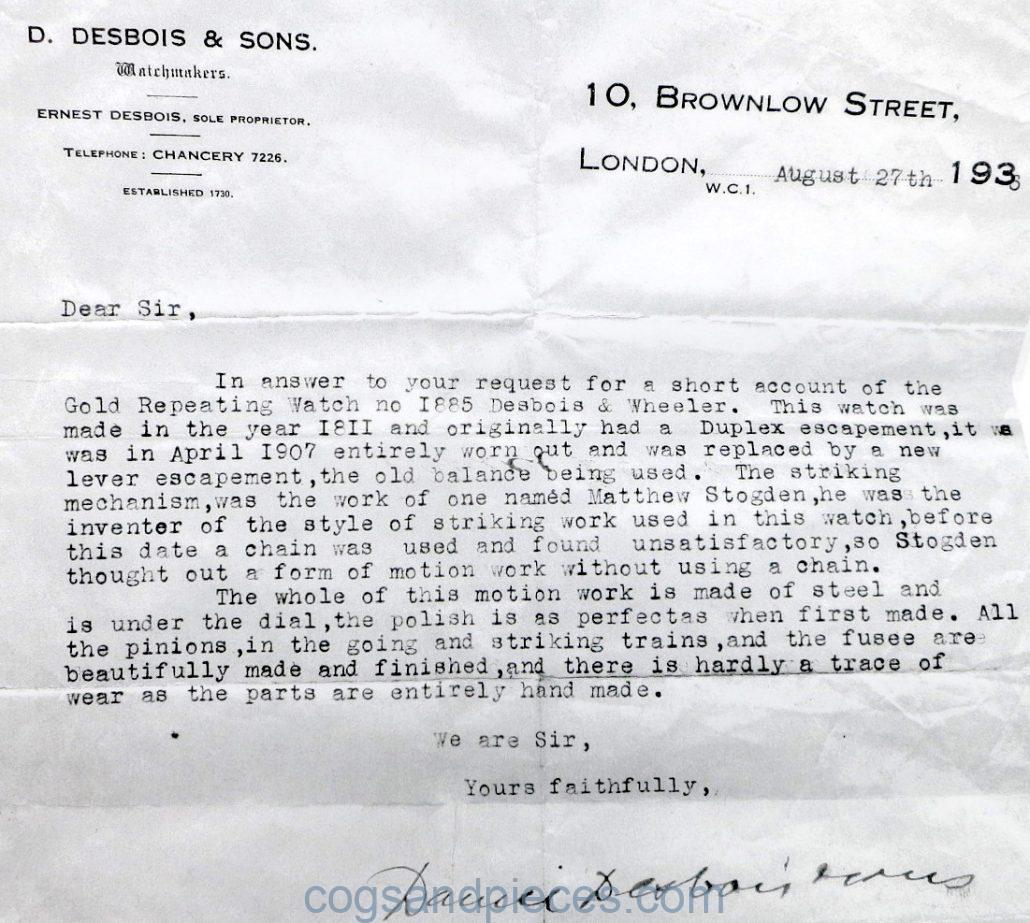 D. DESBOIS & SONS.
Watchmakers.
ERNEST DESBOIS, SOLE PROPRIETOR.
TELEPHONE: CHANCERY 7226.
ESTABLISHED 1730.
10, BROWNLOW STREET,
LONDON, August 27th 193
W.C.1.
Dear Sir,
In answer to your request for a short account of the
Gold Repeating Watch no I885 Desbois & Wheeler. This watch was
made in the year I8II and originally had a Duplex escapement,it
was in April I907 entirely worn out and was replaced by a new
lever escapement,the old balance being used. The striking
mechanism,was the work of one named Matthew Stogden,he was the
inventor of the style of striking work used in this watch,before
this date a chain was used and found unsatisfactory,so Stogden
thought out a form of motion work without using a chain.
The whole of this motion work is made of steel and
is under the dial,the polish is as perfectas when first made. All
the pinions,in the going and striking trains,and the fusee are
beautifully made and finished,and there is hardly a trace of
wear as the parts are entirely hand made.
We are Sir,
Yours faithfully,
Daniel Desbois & Sons
cogsandpieces.com